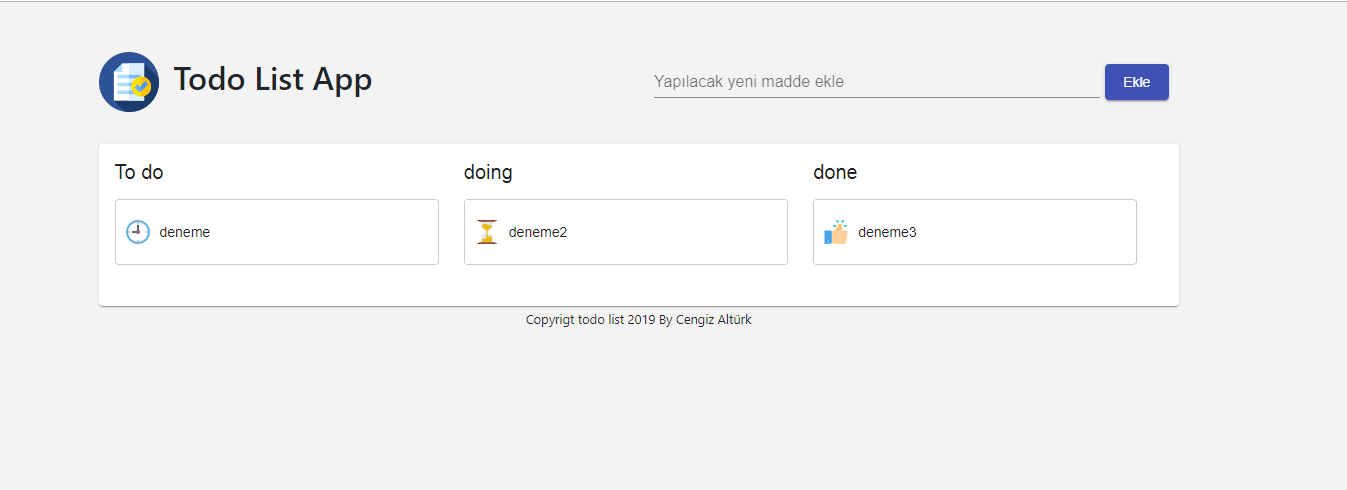 Todo List App
Yapılacak yeni madde ekle
Ekle
To do
doing
done
deneme
deneme2
deneme3
Copyrigt todo list 2019 By Cengiz Altürk